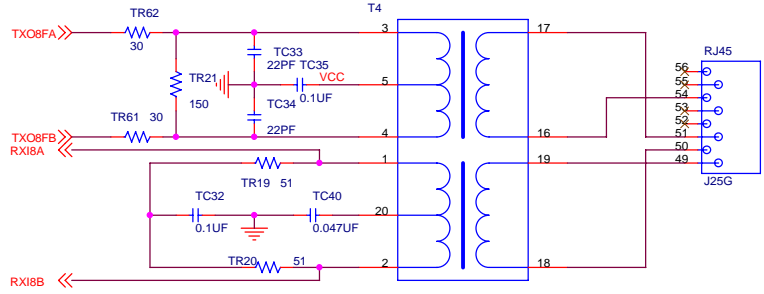 T4
TR62
TXO8FA
30
3
17
TC33
22PF
TC35
RJ45
TR21
150
VCC
5
0.1UF
56
55
54
TC34
22PF
53
52
TR61 30
TXO8FB
4
16
51
RXI8A
50
1
19
49
TR19 51
J25G
TC32
0.1UF
TC40
0.047UF
20
TR20 51
2
18
RXI8B